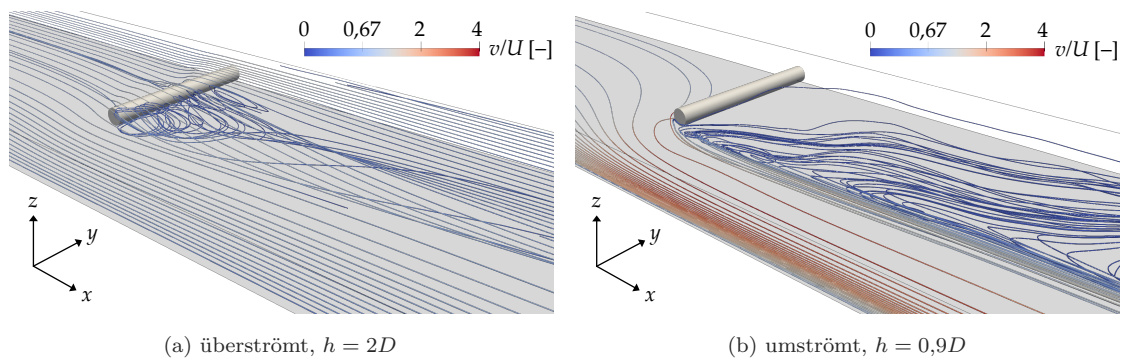 0 0,67 2 4
v/U [−]
z
y
x
(a) überströmt, h = 2D
0 0,67 2 4
v/U [−]
z
y
x
(b) umströmt, h = 0,9D